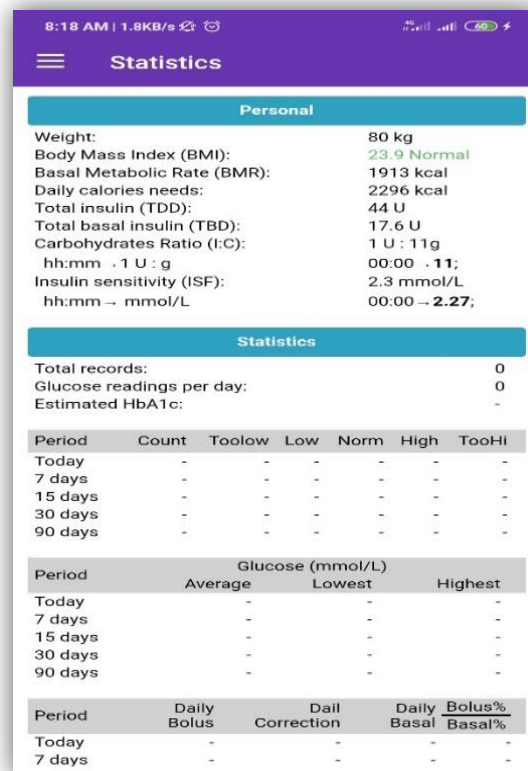 8:18 AM | 1.8KB/s
4G 60
Statistics
Personal
Weight: 80 kg
Body Mass Index (BMI): 23.9 Normal
Basal Metabolic Rate (BMR): 1913 kcal
Daily calories needs: 2296 kcal
Total insulin (TDD): 44 U
Total basal insulin (TBD): 17.6 U
Carbohydrates Ratio (I:C): 1 U : 11g
hh:mm → 1 U : g 00:00 → 11;
Insulin sensitivity (ISF): 2.3 mmol/L
hh:mm → mmol/L 00:00 → 2.27;
Statistics
Total records: 0
Glucose readings per day: 0
Estimated HbA1c: -
Period Count Toolow Low Norm High TooHi
Today - - - - - -
7 days - - - - - -
15 days - - - - - -
30 days - - - - - -
90 days - - - - - -
Glucose (mmol/L)
Period Average Lowest Highest
Today - - -
7 days - - -
15 days - - -
30 days - - -
90 days - - -
Period Daily Bolus Dail Correction Daily Basal Bolus% Basal%
Today - - - -
7 days - - - -